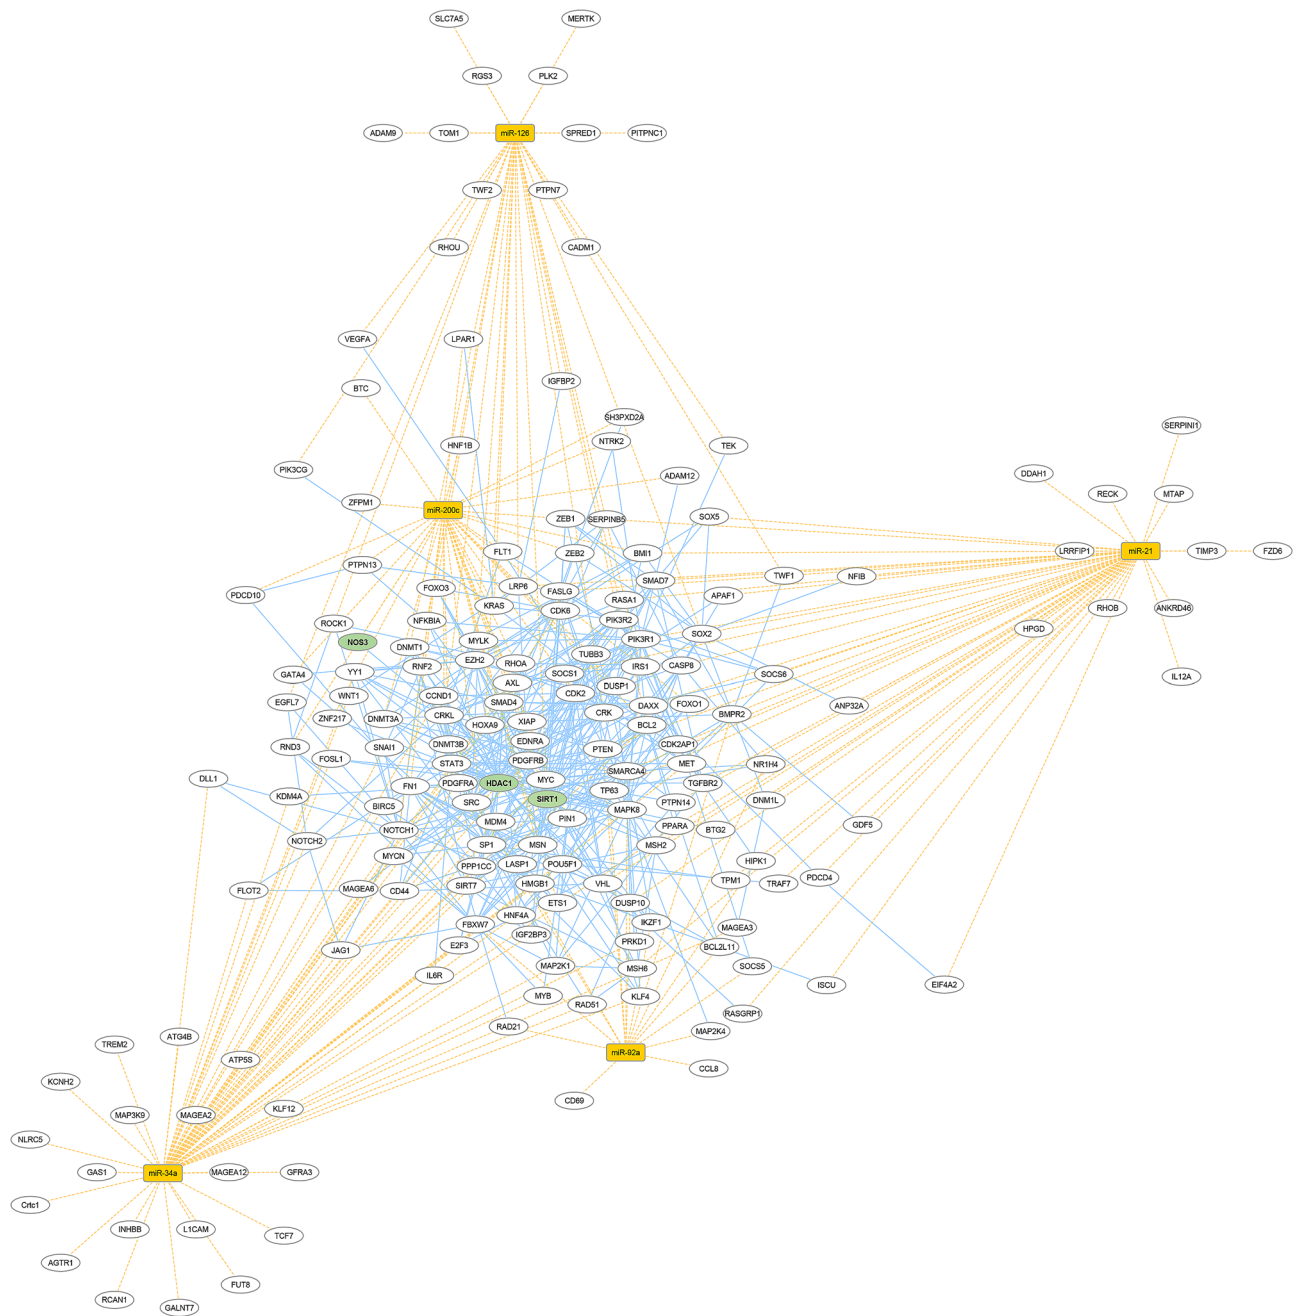 SLC7A5
MERTK
RGS3
PLK2
ADAM9
TOM1
miR-126
SPRED1
PITPNC1
TWF2
PTPN7
RHOU
CADM1
VEGFA
LPAR1
IGFBP2
BTC
SH3PXD2A
NTRK2
HNF1B
TEK
PIK3CG
ADAM12
SERPINI1
DDAH1
RECK
MTAP
ZFPM1
miR-200c
ZEB1
SERPINB5
SOX5
FLT1
ZEB2
BMI1
LRRFIP1
miR-21
TIMP3
FZD6
PTPN13
SMAD7
TWF1
NFIB
PDCD10
FOXO3
LRP6
FASLG
RASA1
APAF1
KRAS
CDK6
RHOB
ANKRD46
ROCK1
NFKBIA
PIK3R2
HPGD
NOS3
DNMT1
MYLK
PIK3R1
SOX2
TUBB3
GATA4
YY1
RNF2
EZH2
RHOA
SOCS1
IRS1
CASP8
SOCS6
IL12A
EGFL7
WNT1
CCND1
AXL
CDK2
DUSP1
ZNF217
DNMT3A
CRKL
SMAD4
CRK
DAXX
FOXO1
BMPR2
ANP32A
HOXA9
XIAP
BCL2
RND3
SNAI1
DNMT3B
EDNRA
PTEN
CDK2AP1
FOSL1
STAT3
PDGFRB
SMARCA4
MET
NR1H4
DLL1
FN1
PDGFRA
HDAC1
MYC
TP63
TGFBR2
KDM4A
BIRC5
SRC
SIRT1
MAPK8
PTPN14
DNM1L
NOTCH2
NOTCH1
MDM4
PIN1
PPARA
BTG2
GDF5
MYCN
SP1
MSN
MSH2
PPP1CC
LASP1
POU5F1
HIPK1
FLOT2
MAGEA6
CD44
SIRT7
HMGB1
VHL
TPM1
TRAF7
PDCD4
ETS1
DUSP10
HNF4A
IKZF1
MAGEA3
FBXW7
IGF2BP3
PRKD1
BCL2L11
JAG1
E2F3
IL6R
MAP2K1
MSH6
SOCS5
ISCU
EIF4A2
MYB
RAD51
KLF4
RASGRP1
RAD21
MAP2K4
ATG4B
TREM2
ATP5S
miR-92a
CCL8
KCNH2
CD69
MAP3K9
MAGEA2
KLF12
NLRC5
GAS1
miR-34a
MAGEA12
GFRA3
Crtc1
INHBB
L1CAM
TCF7
AGTR1
FUT8
RCAN1
GALNT7